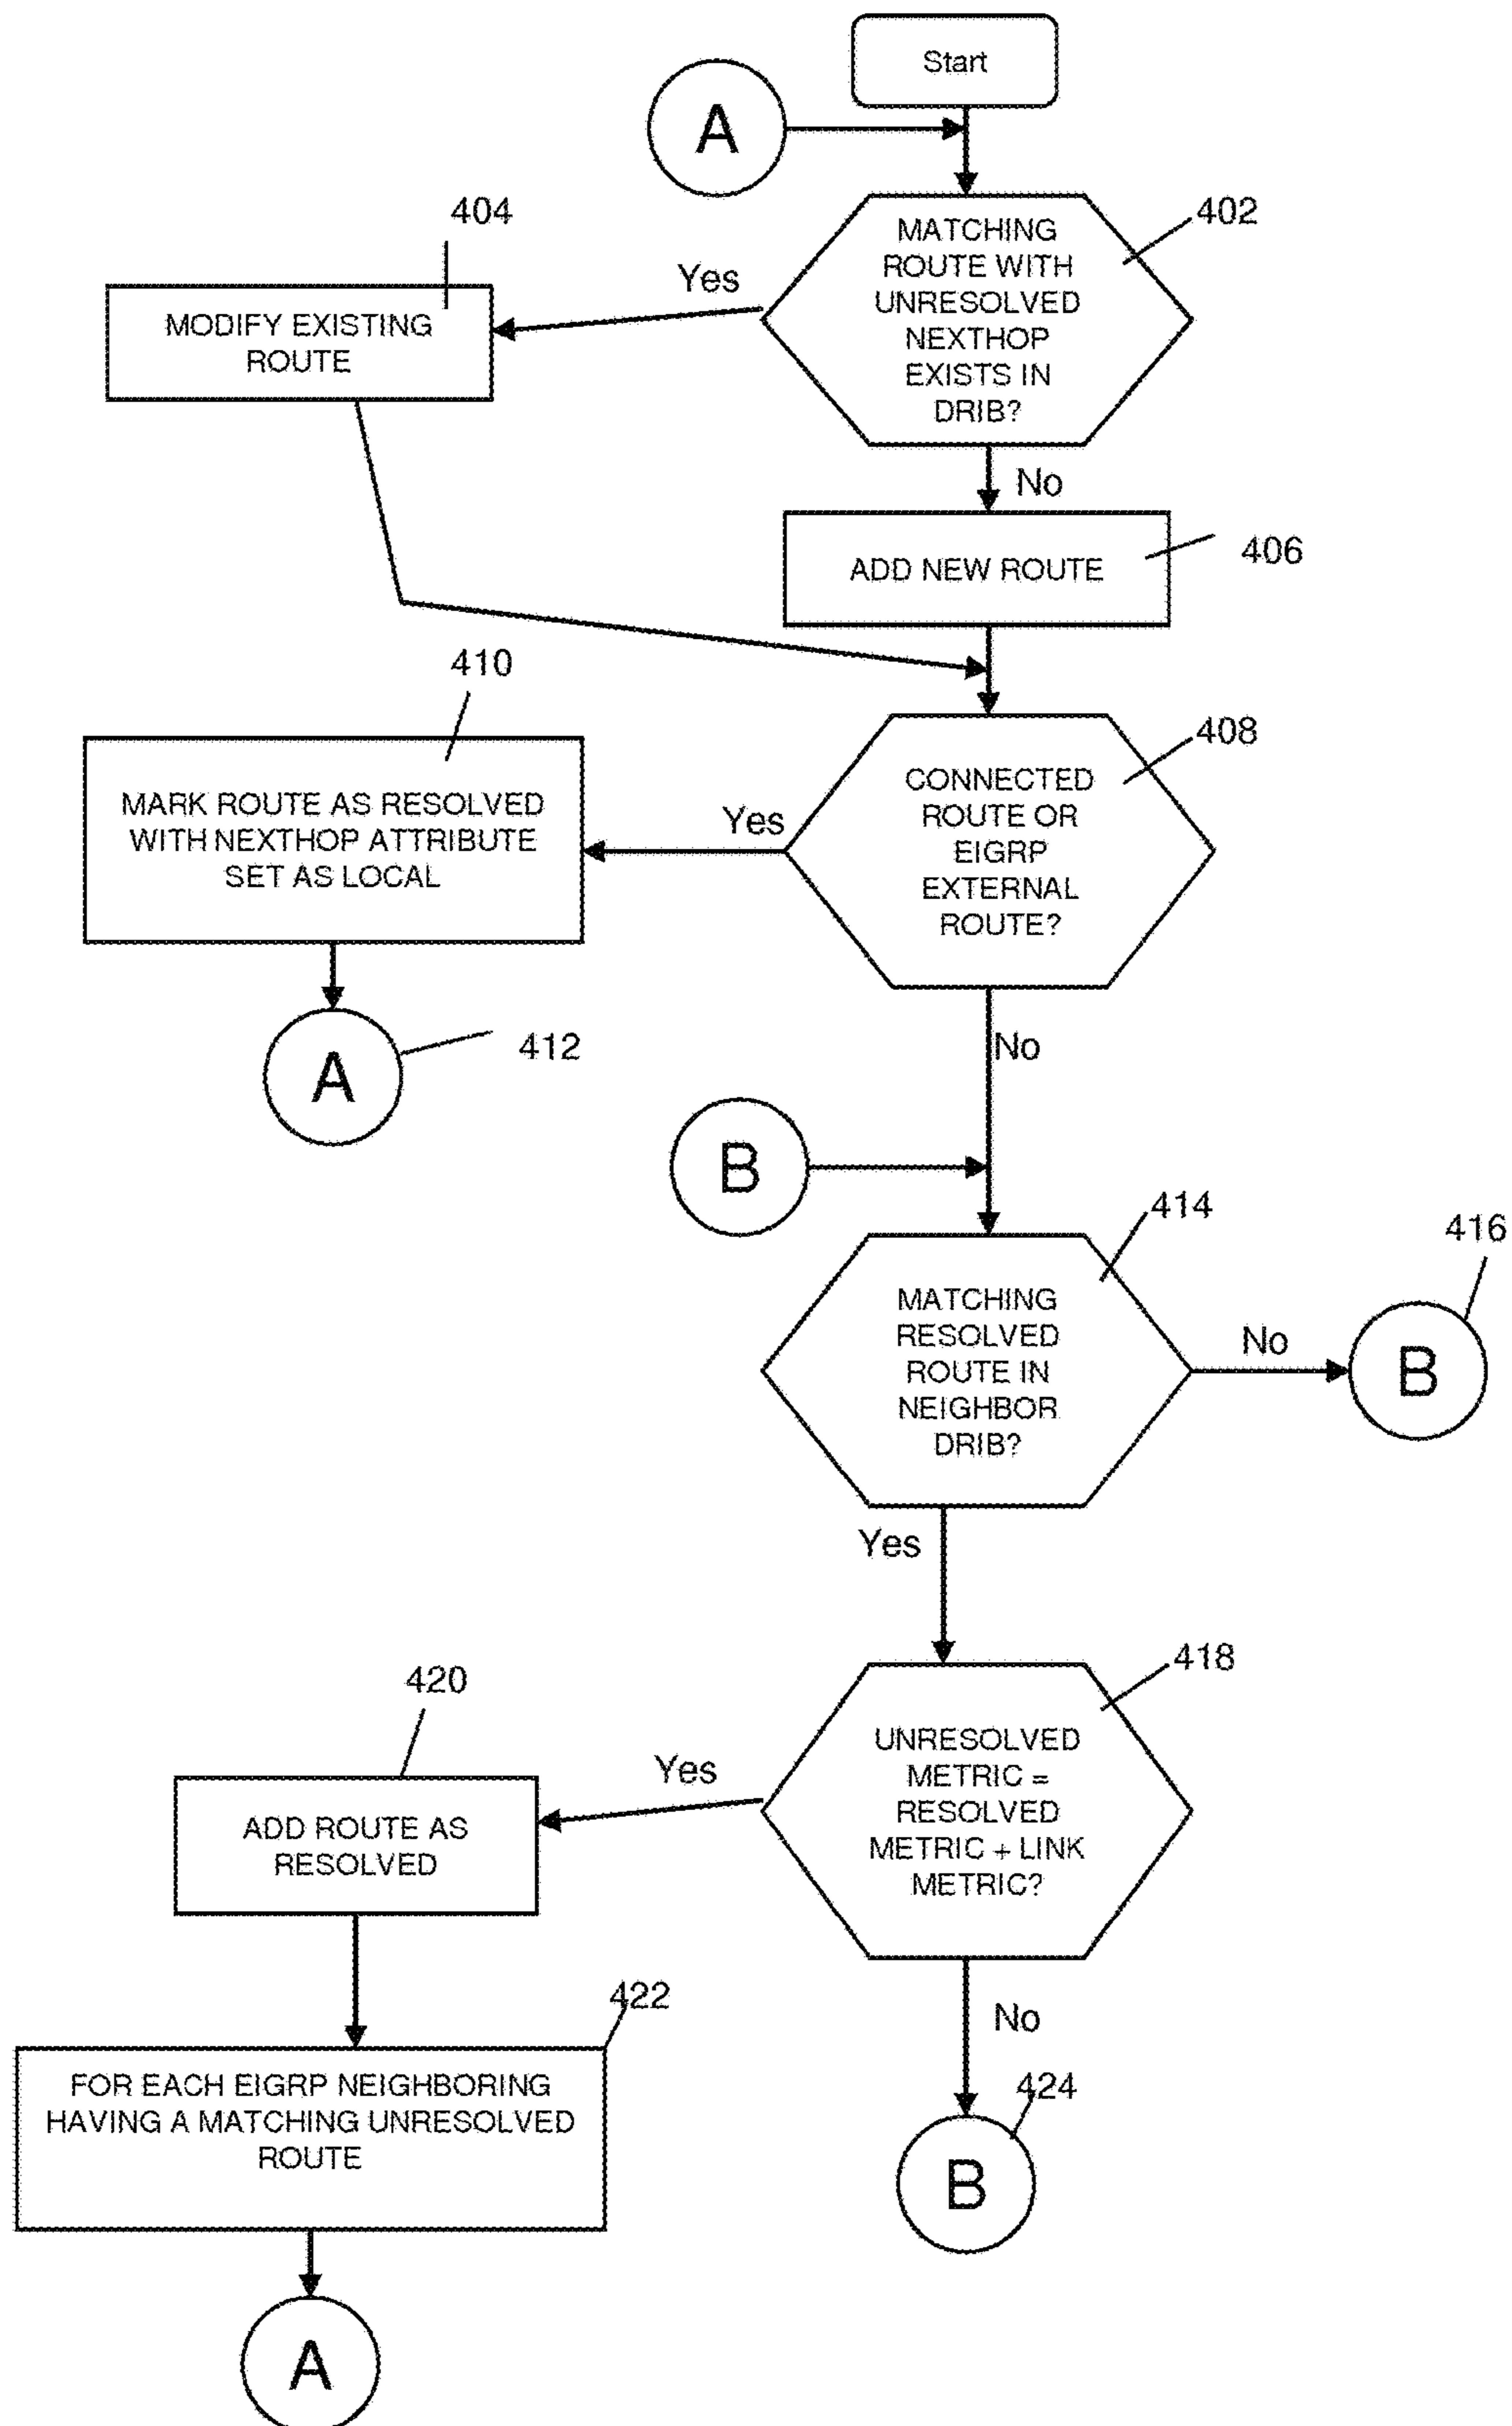 Start
A
402
MATCHING
ROUTE WITH
UNRESOLVED
NEXTHOP
EXISTS IN
DRIB?
Yes
404
MODIFY EXISTING
ROUTE
No
ADD NEW ROUTE
406
408
CONNECTED
ROUTE OR
EIGRP
EXTERNAL
ROUTE?
Yes
410
MARK ROUTE AS RESOLVED
WITH NEXTHOP ATTRIBUTE
SET AS LOCAL
A
412
No
B
414
MATCHING
RESOLVED
ROUTE IN
NEIGHBOR
DRIB?
No
416
B
Yes
418
UNRESOLVED
METRIC =
RESOLVED
METRIC + LINK
METRIC?
Yes
420
ADD ROUTE AS
RESOLVED
422
FOR EACH EIGRP NEIGHBORING
HAVING A MATCHING UNRESOLVED
ROUTE
A
No
424
B